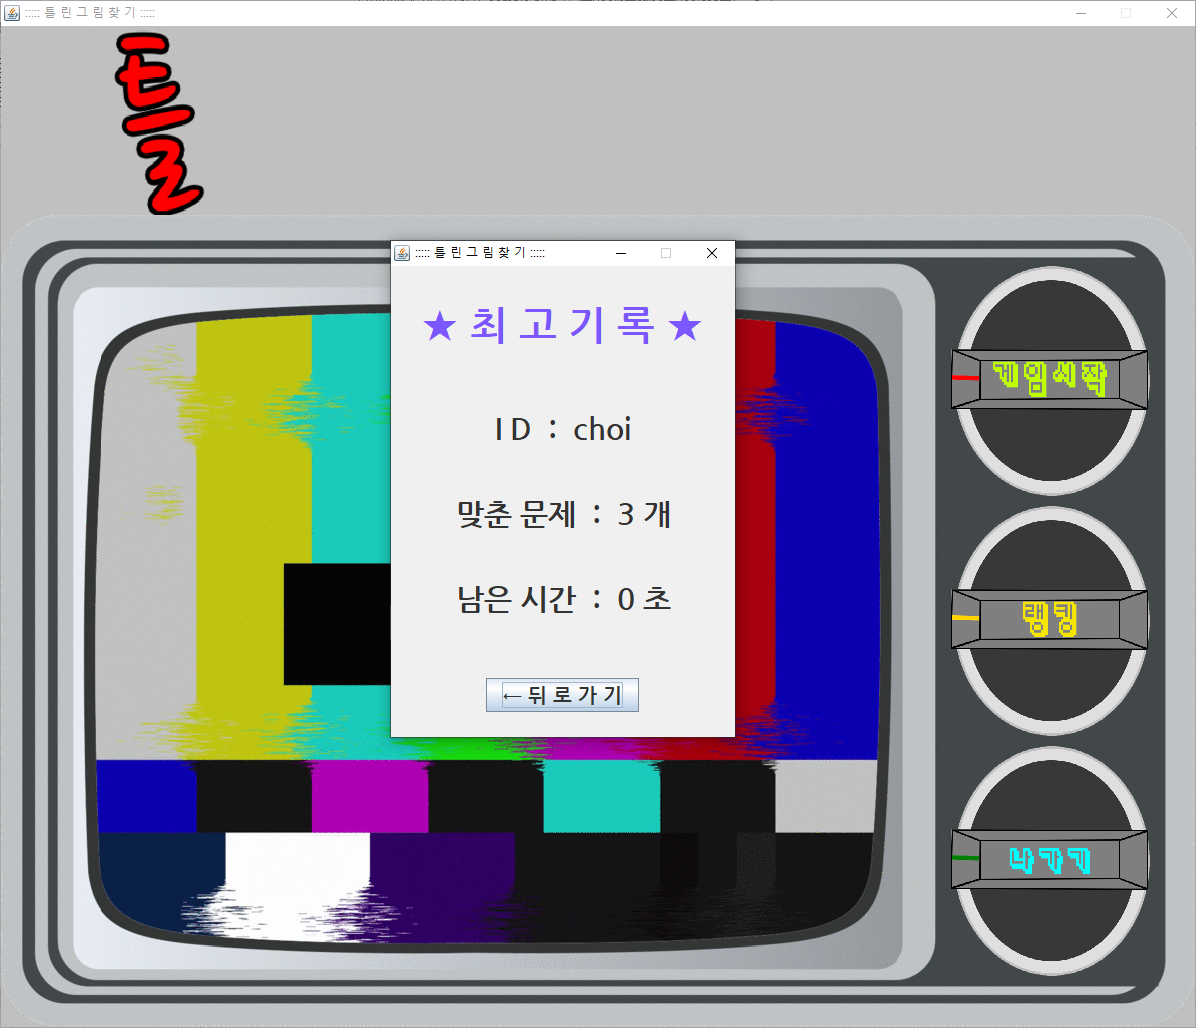 ::::: 틀 린 그 림 찾 기 :::::
틀
::::: 틀 린 그 림 찾 기 :::::
★ 최 고 기 록 ★
I D : choi
맞춘 문제 : 3 개
남은 시간 : 0 초
← 뒤 로 가 기
게임시작
랭킹
나가기